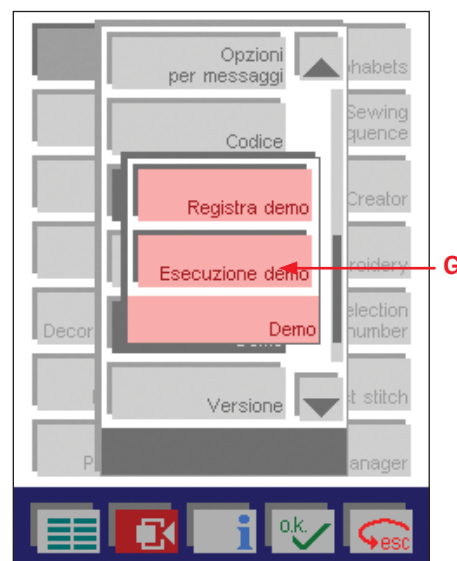 Opzioni
per messaggi
habets
Sewing
quence
Codice
Registra demo
Creator
Esecuzione demo
G
roidery
Demo
election
Decor
number
Versione
t stitch
P
anager
o.k.
i
esc